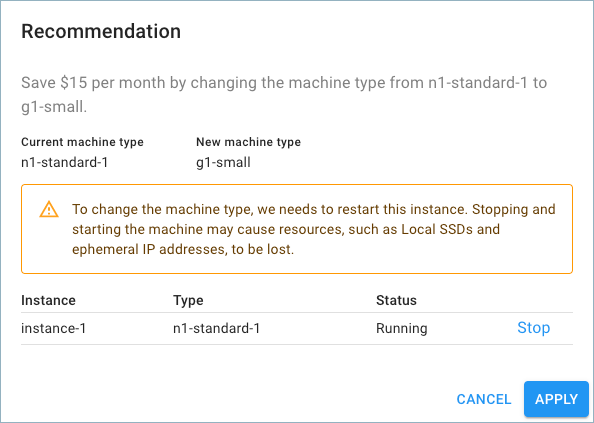 Recommendation
Save $15 per month by changing the machine type from n1-standard-1 to
g1-small.
Current machine type New machine type
n1-standard-1 g1-small
To change the machine type, we needs to restart this instance. Stopping and
starting the machine may cause resources, such as Local SSDs and
ephemeral IP addresses, to be lost.
Instance Type Status
instance-1 n1-standard-1 Running Stop
CANCEL APPLY